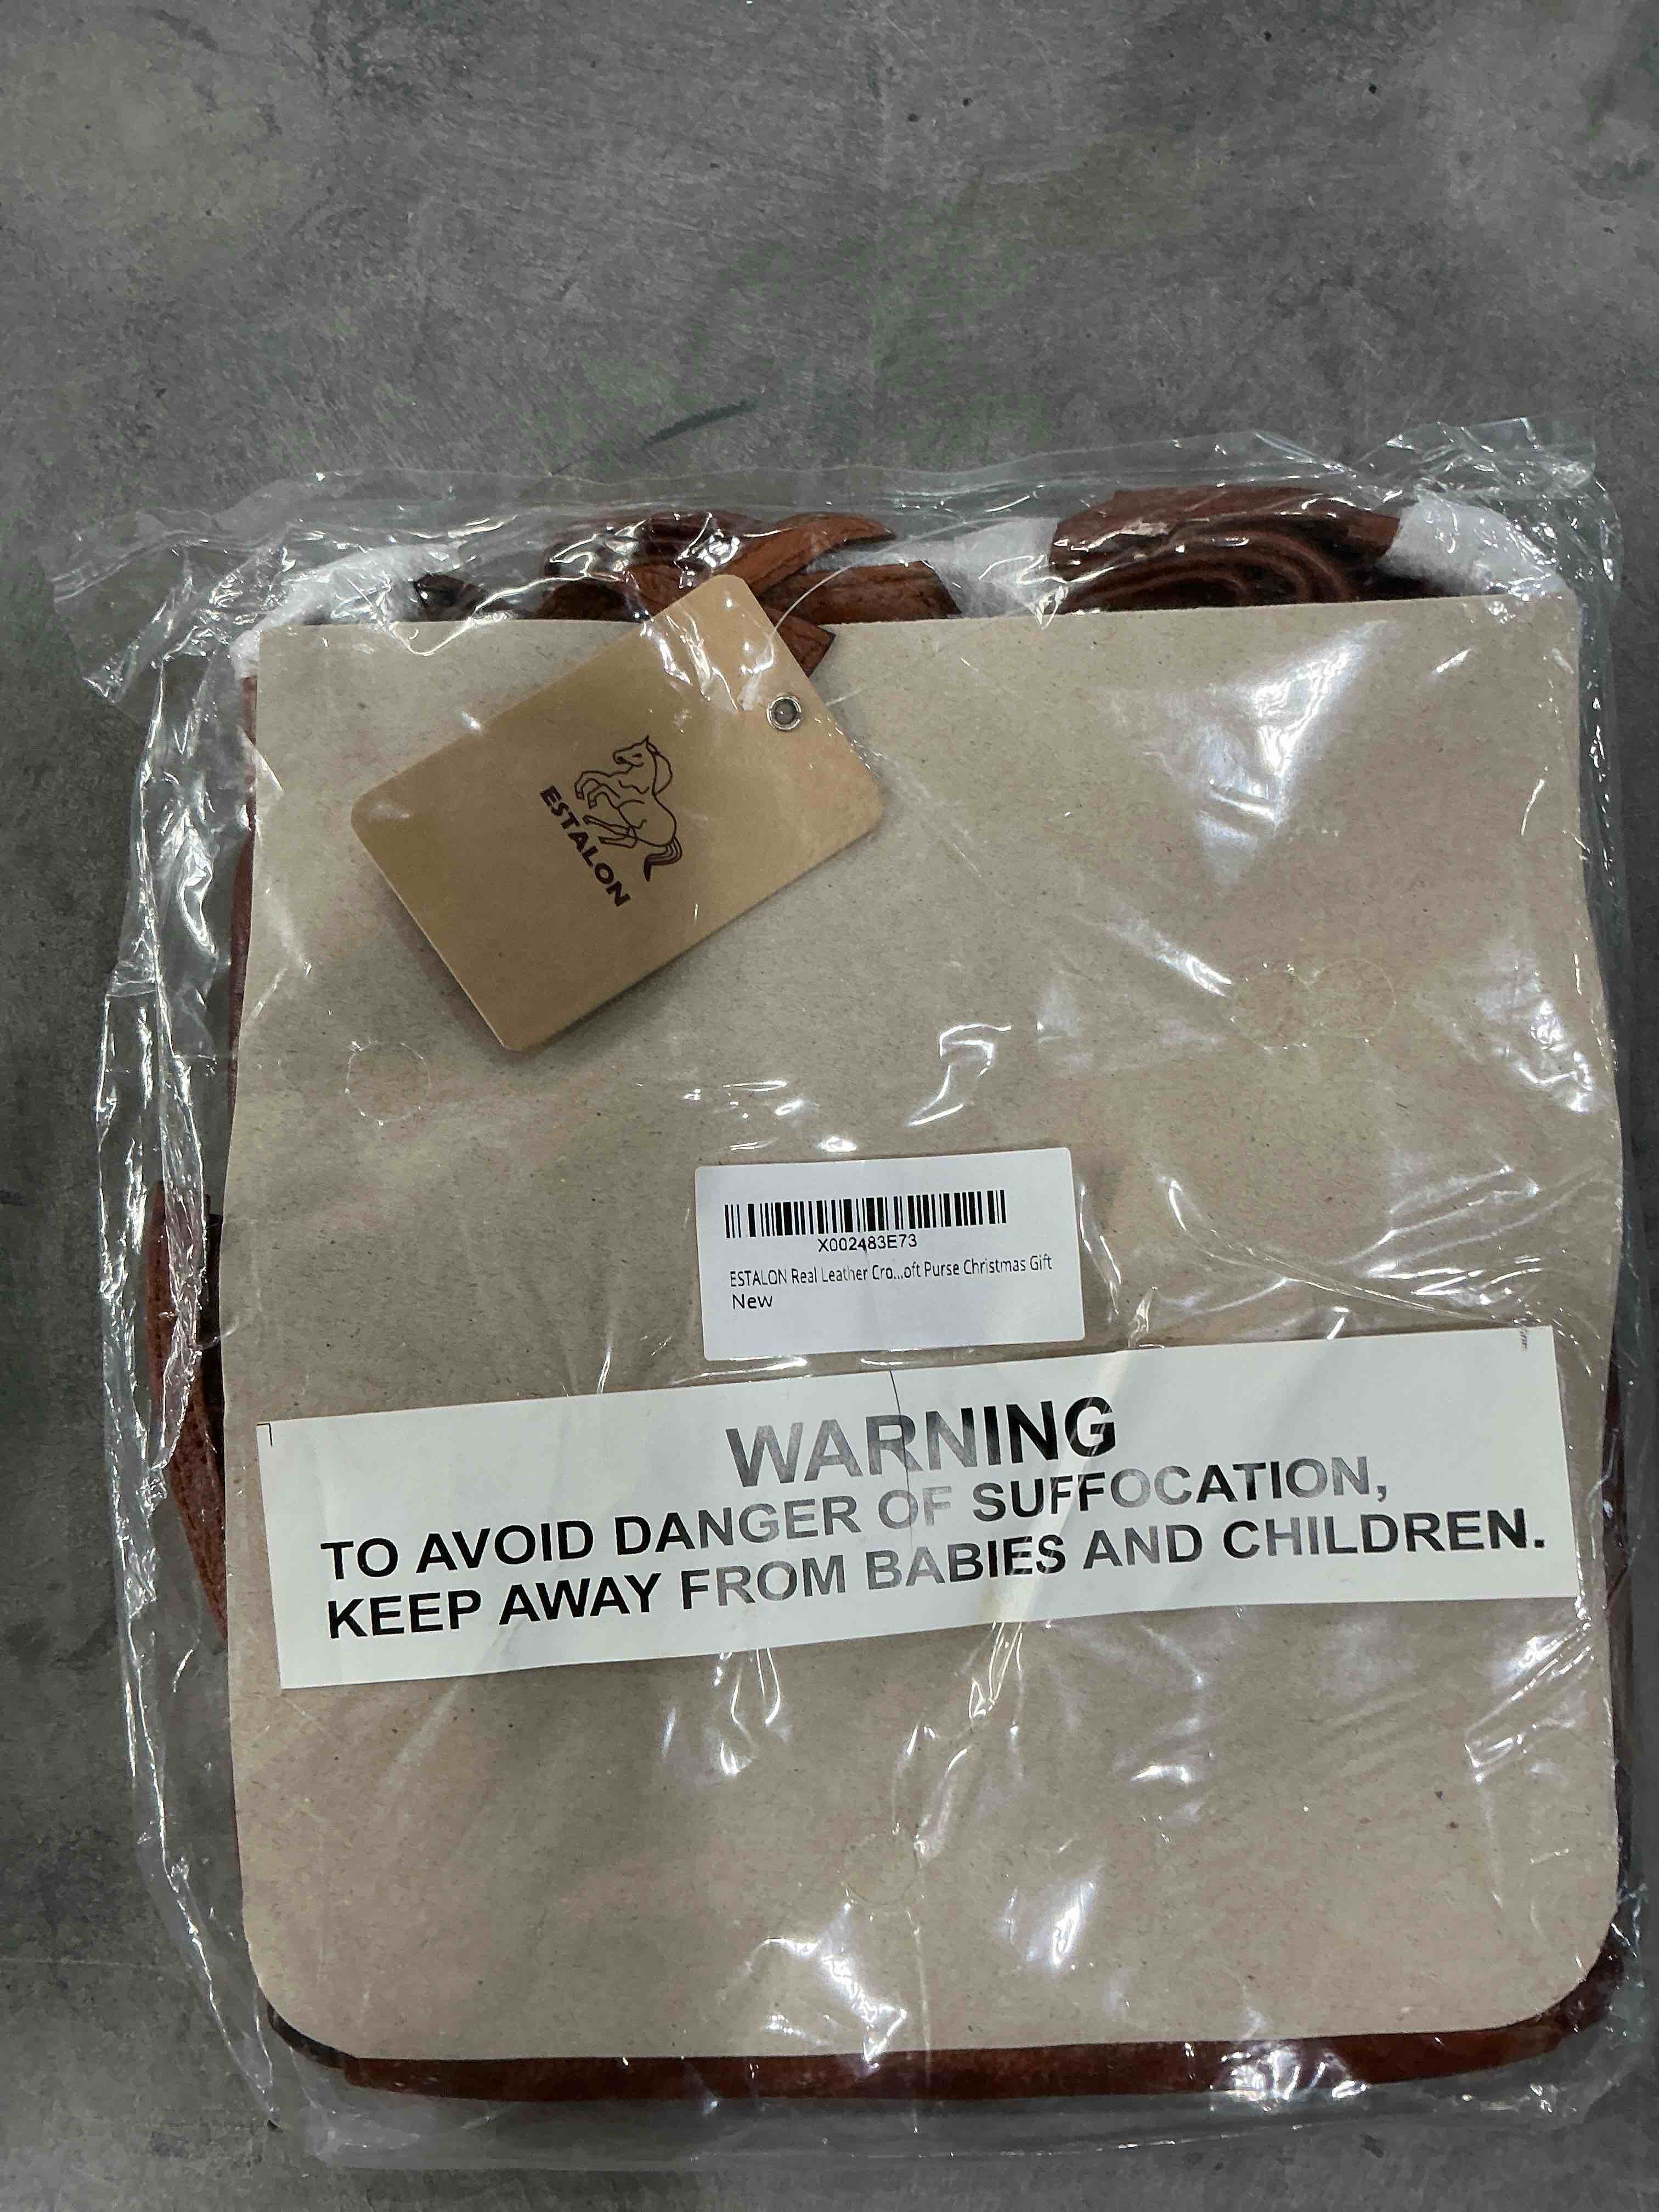 ESTALON
X002483E73
ESTALON Real Leather Cro...oft Purse Christmas Gift
New
WARNING
TO AVOID DANGER OF SUFFOCATION,
KEEP AWAY FROM BABIES AND CHILDREN.